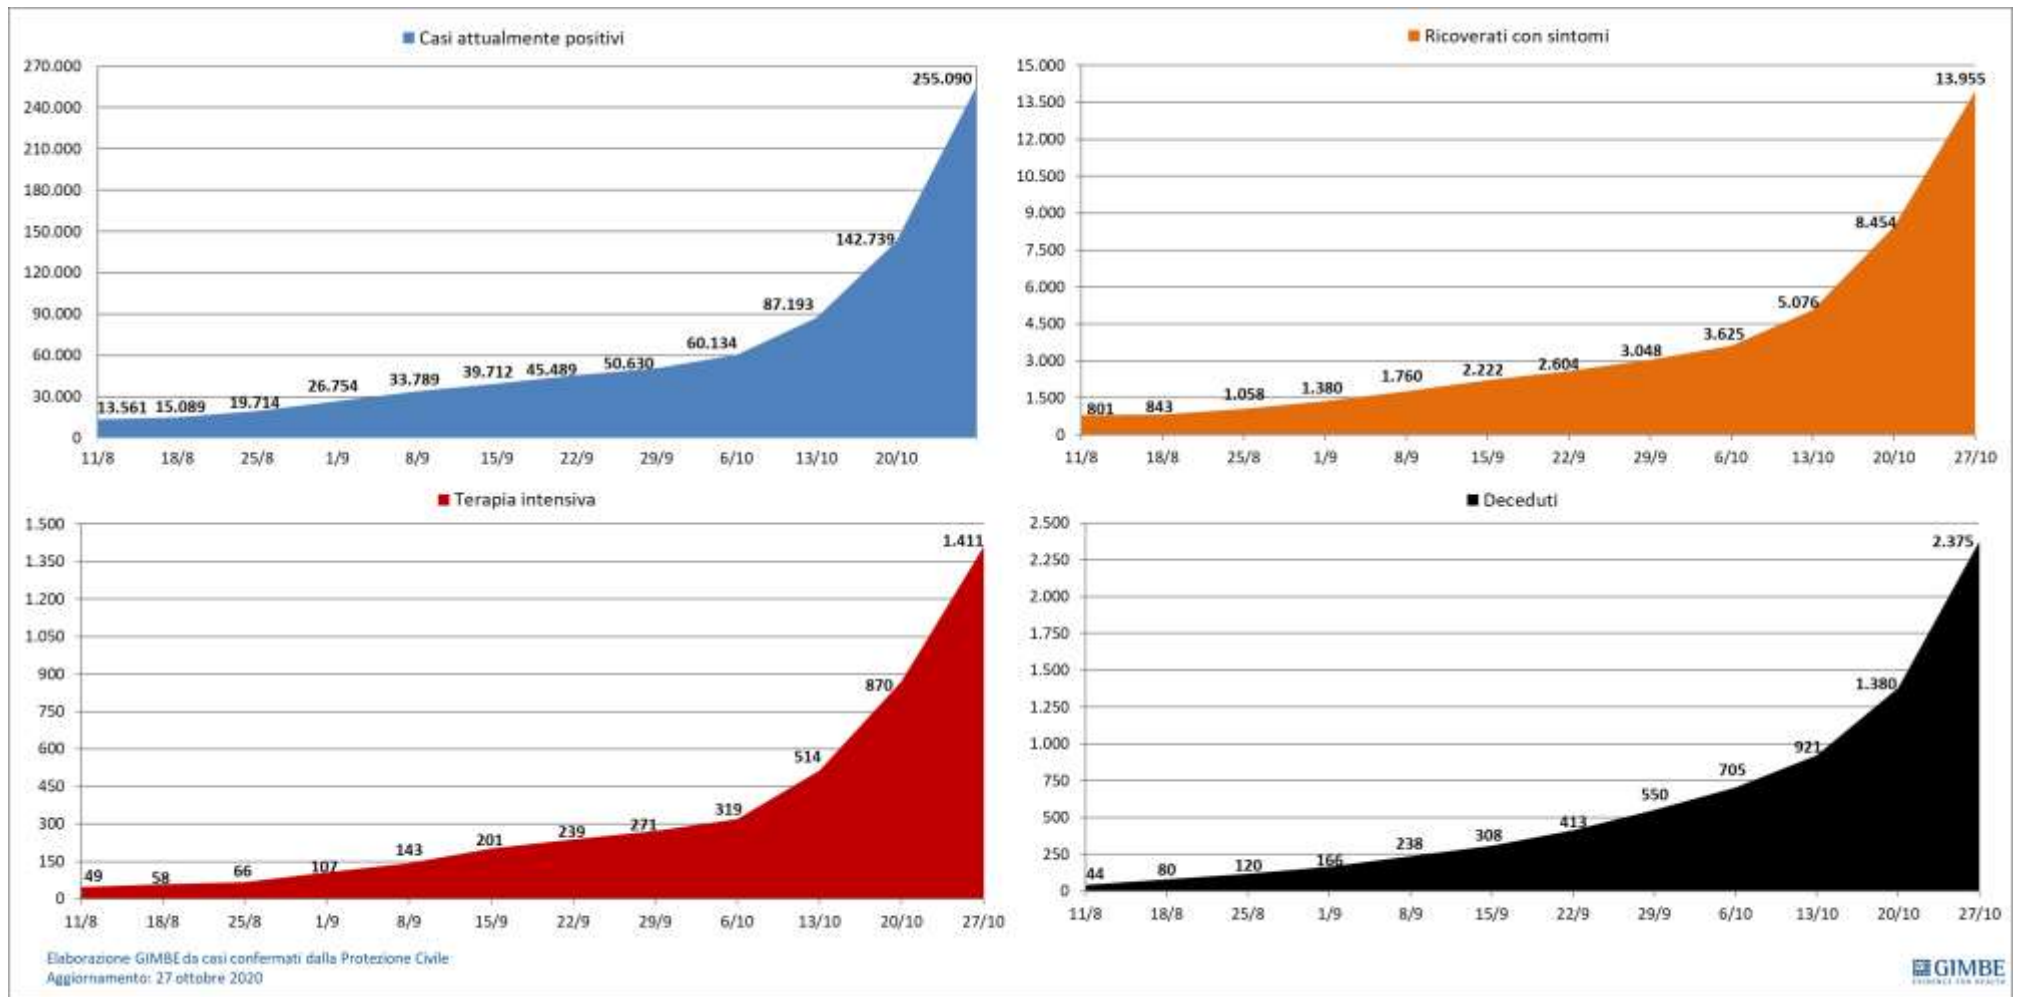 Casi attualmente positivi
270.000
240.000
210.000
180.000
150.000
120.000
90.000
60.000
30.000
0
13.561 15.089 19.714 26.754 33.789 39.712 45.489 50.630 60.134 87.193 142.739 255.090
11/8 18/8 25/8 1/9 8/9 15/9 22/9 29/9 6/10 13/10 20/10
Ricoverati con sintomi
15.000
13.500
12.000
10.500
9.000
7.500
6.000
4.500
3.000
1.500
0
801 843 1.058 1.380 1.760 2.222 2.604 3.048 3.625 5.076 8.454 13.955
11/8 18/8 25/8 1/9 8/9 15/9 22/9 29/9 6/10 13/10 20/10 27/10
Terapia intensiva
1.500
1.350
1.200
1.050
900
750
600
450
300
150
0
49 58 66 107 143 201 239 271 319 514 870 1.411
11/8 18/8 25/8 1/9 8/9 15/9 22/9 29/9 6/10 13/10 20/10 27/10
Deceduti
2.500
2.250
2.000
1.750
1.500
1.250
1.000
750
500
250
0
44 80 120 166 238 308 413 550 705 921 1.380 2.375
11/8 18/8 25/8 1/9 8/9 15/9 22/9 29/9 6/10 13/10 20/10 27/10
Elaborazione GIMBE da casi confermati dalla Protezione Civile
Aggiornamento: 27 ottobre 2020
GIMBE
EVIDENCE FOR HEALTH